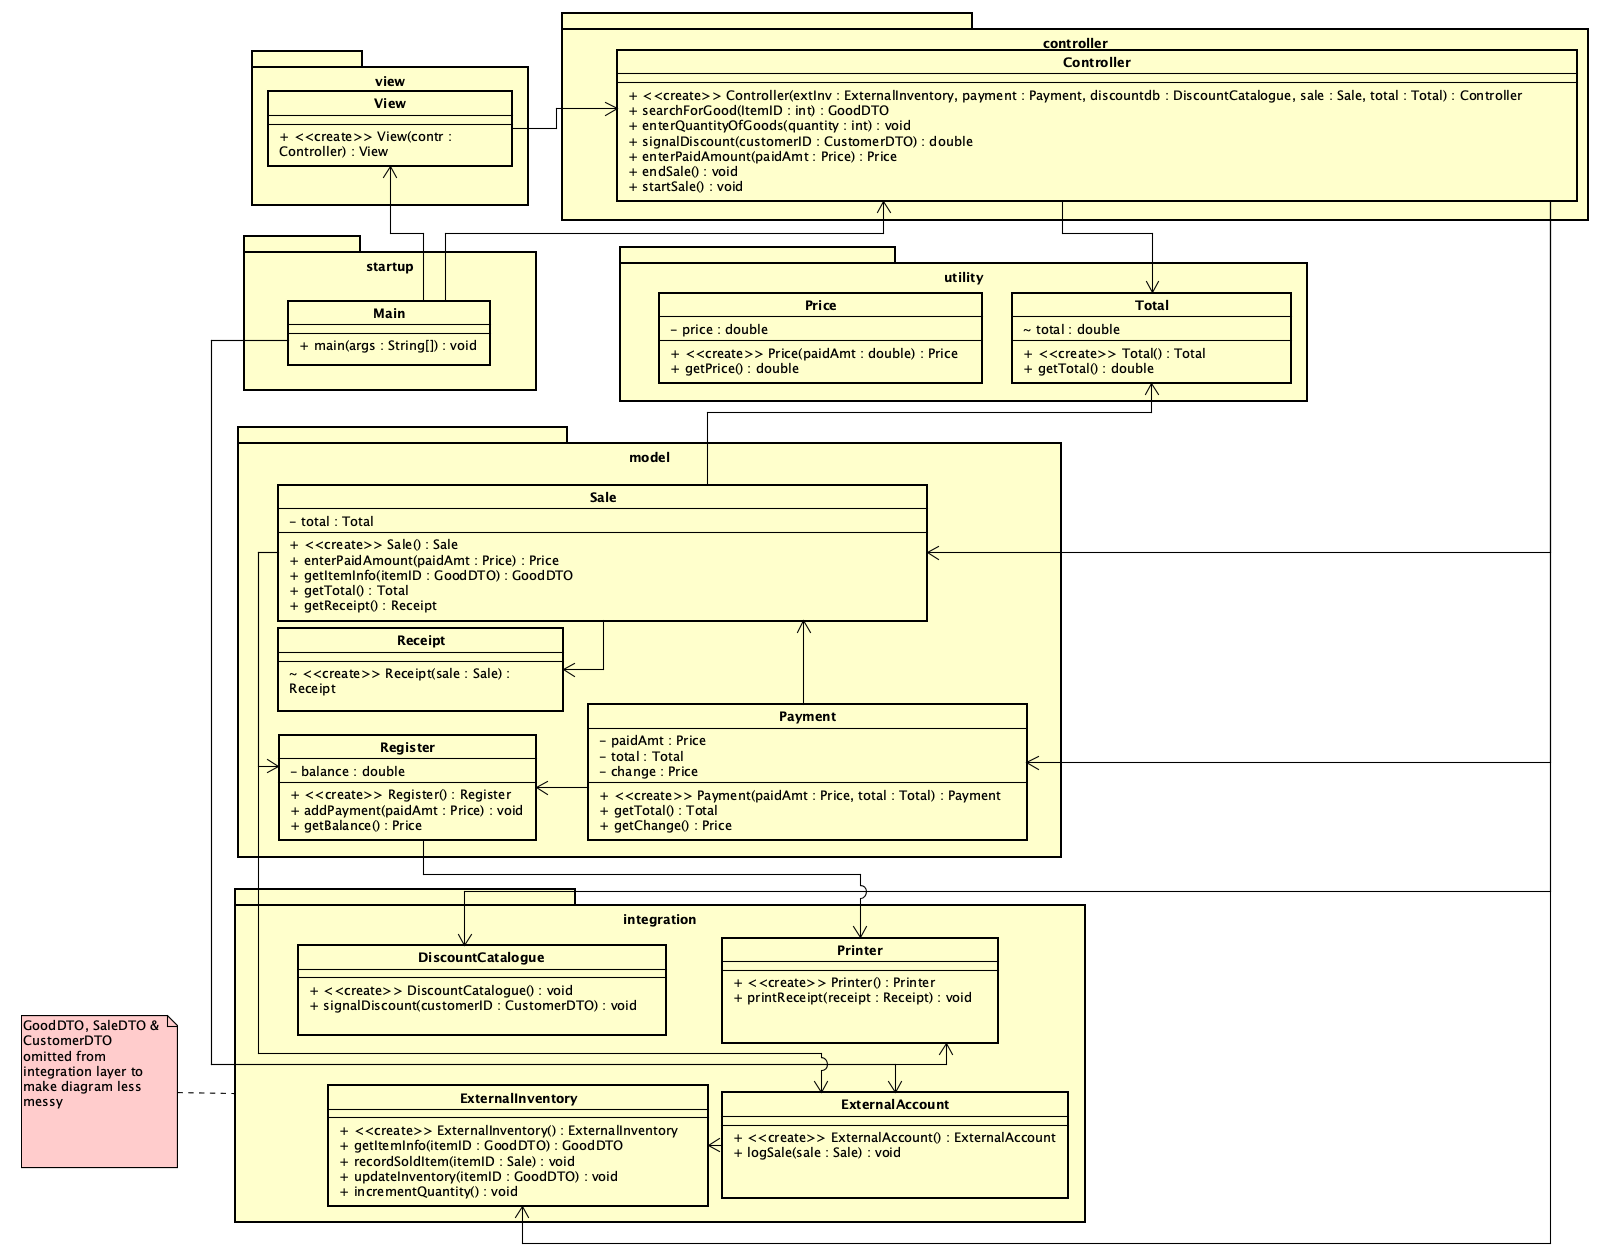 controller
Controller
+ <<create>> Controller(extInv : ExternalInventory, payment : Payment, discountdb : DiscountCatalogue, sale : Sale, total : Total) : Controller
+ searchForGood(ItemID : int) : GoodDTO
+ enterQuantityOfGoods(quantity : int) : void
+ signalDiscount(customerID : CustomerDTO) : double
+ enterPaidAmount(paidAmt : Price) : Price
+ endSale() : void
+ startSale() : void
view
View
+ <<create>> View(contr :
Controller) : View
startup
Main
+ main(args : String[]) : void
utility
Price
- price : double
+ <<create>> Price(paidAmt : double) : Price
+ getPrice() : double
Total
~ total : double
+ <<create>> Total() : Total
+ getTotal() : double
model
Sale
- total : Total
+ <<create>> Sale() : Sale
+ enterPaidAmount(paidAmt : Price) : Price
+ getItemInfo(itemID : GoodDTO) : GoodDTO
+ getTotal() : Total
+ getReceipt() : Receipt
Receipt
~ <<create>> Receipt(sale : Sale) :
Receipt
Payment
- paidAmt : Price
- total : Total
- change : Price
+ <<create>> Payment(paidAmt : Price, total : Total) : Payment
+ getTotal() : Total
+ getChange() : Price
Register
- balance : double
+ <<create>> Register() : Register
+ addPayment(paidAmt : Price) : void
+ getBalance() : Price
integration
DiscountCatalogue
+ <<create>> DiscountCatalogue() : void
+ signalDiscount(customerID : CustomerDTO) : void
Printer
+ <<create>> Printer() : Printer
+ printReceipt(receipt : Receipt) : void
GoodDTO, SaleDTO &
CustomerDTO
omitted from
integration layer to
make diagram less
messy
ExternalInventory
+ <<create>> ExternalInventory() : ExternalInventory
+ getItemInfo(itemID : GoodDTO) : GoodDTO
+ recordSoldItem(itemID : Sale) : void
+ updateInventory(itemID : GoodDTO) : void
+ incrementQuantity() : void
ExternalAccount
+ <<create>> ExternalAccount() : ExternalAccount
+ logSale(sale : Sale) : void